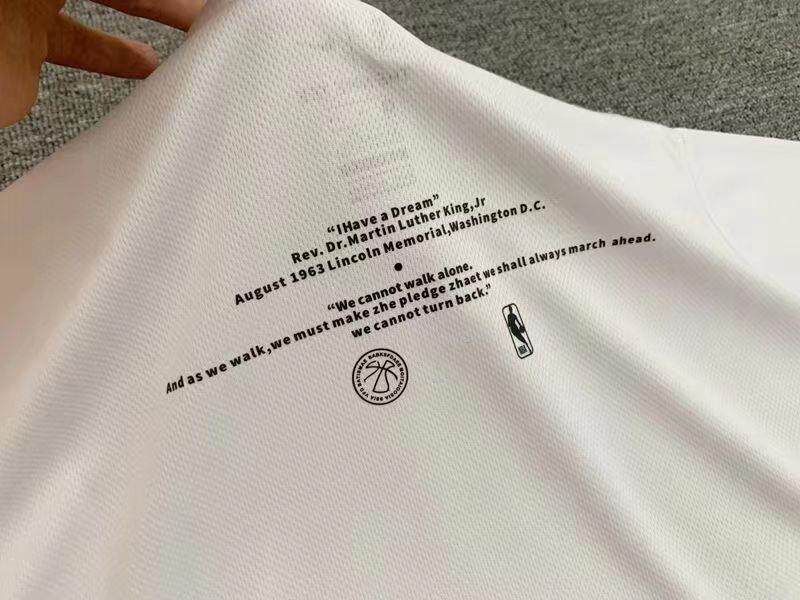 “IHave a Dream”
Rev. Dr.Martin Luther King,Jr
August 1963 Lincoln Memorial,Washington D.C.
“We cannot walk alone.
And as we walk,we must make zhe pledge zhaet we shall always march ahead.
we cannot turn back.”
NBA